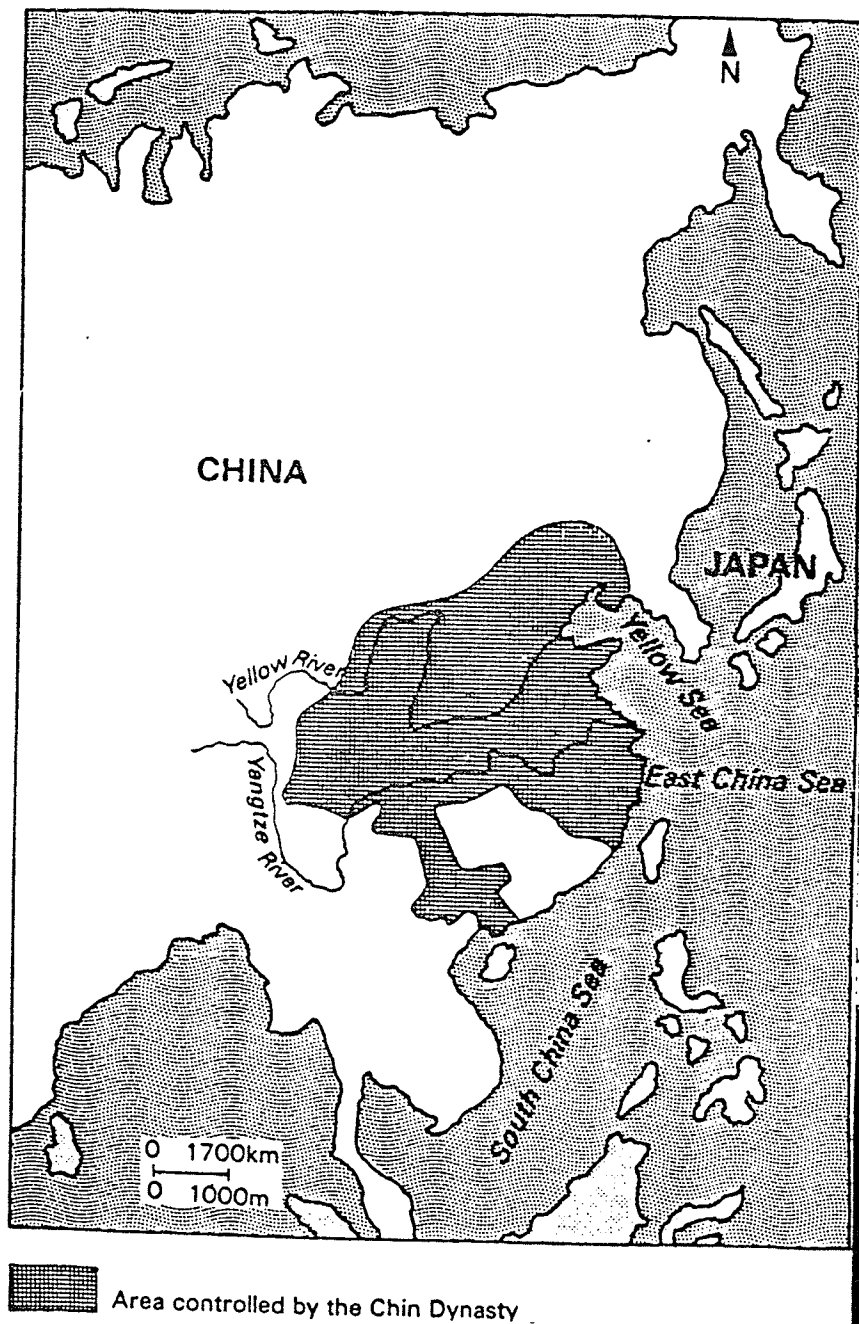 N
CHINA
JAPAN
Yellow River
Yellow Sea
East China Sea
Yangtze River
South China Sea
0 1700km
0 1000m
Area controlled by the Chin Dynasty